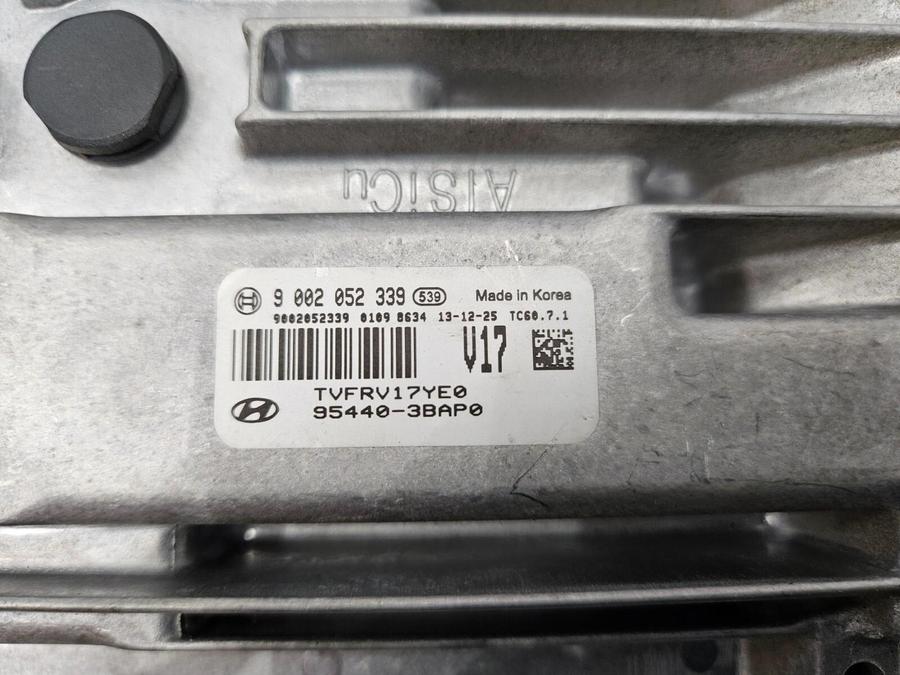 AlSiCu
9 002 052 339 539 Made in Korea
9002052339 0109 8634 13-12-25 TC60.7.1
V17
TVFRV17YE0
95440-3BAP0